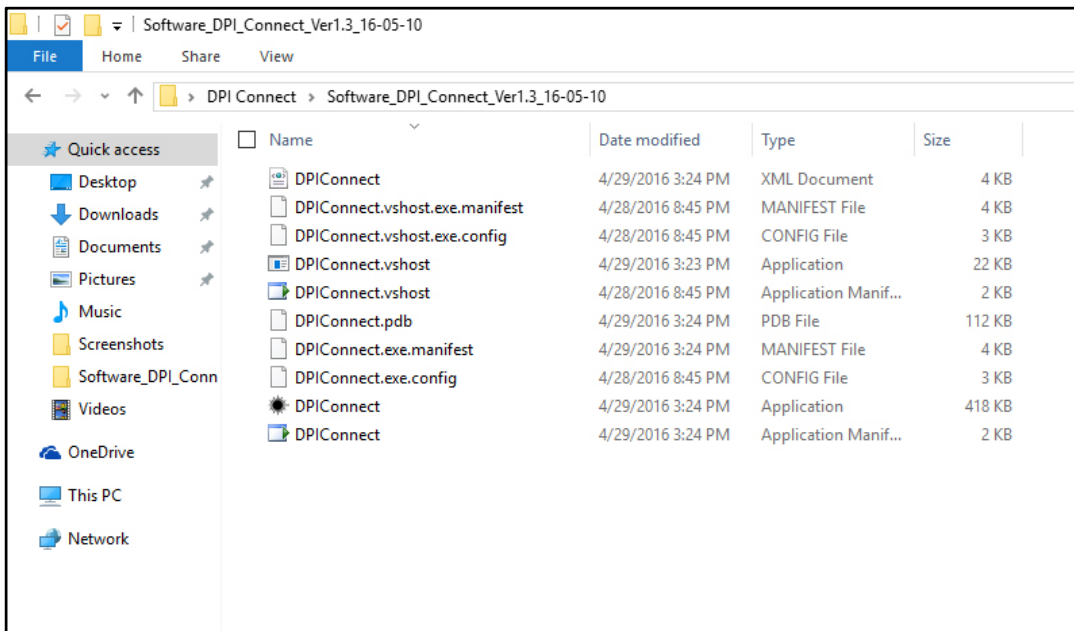 Software_DPI_Connect_Ver1.3_16-05-10
File Home Share View
DPI Connect Software_DPI_Connect_Ver1.3_16-05-10
Quick access
Desktop
Downloads
Documents
Pictures
Music
Screenshots
Software_DPI_Conn
Videos
OneDrive
This PC
Network
Name Date modified Type Size
DPIConnect 4/29/2016 3:24 PM XML Document 4 KB
DPIConnect.vshost.exe.manifest 4/28/2016 8:45 PM MANIFEST File 4 KB
DPIConnect.vshost.exe.config 4/28/2016 8:45 PM CONFIG File 3 KB
DPIConnect.vshost 4/29/2016 3:23 PM Application 22 KB
DPIConnect.vshost 4/28/2016 8:45 PM Application Manif... 2 KB
DPIConnect.pdb 4/29/2016 3:24 PM PDB File 112 KB
DPIConnect.exe.manifest 4/29/2016 3:24 PM MANIFEST File 4 KB
DPIConnect.exe.config 4/28/2016 8:45 PM CONFIG File 3 KB
DPIConnect 4/29/2016 3:24 PM Application 418 KB
DPIConnect 4/29/2016 3:24 PM Application Manif... 2 KB